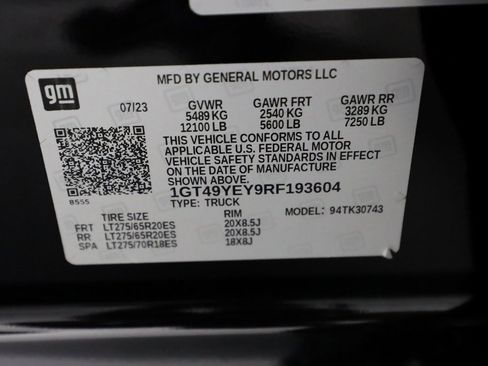 gm
MFD BY GENERAL MOTORS LLC
07/23 GVWR GAWR FRT GAWR RR
5489 KG 2540 KG 3289 KG
12100 LB 5600 LB 7250 LB
THIS VEHICLE CONFORMS TO ALL
APPLICABLE U.S. FEDERAL MOTOR
VEHICLE SAFETY STANDARDS IN EFFECT
ON THE DATE OF MANUFACTURE
SHOWN ABOVE.
8555
1GT49YEY9RF193604
TYPE: TRUCK MODEL: 94TK30743
TIRE SIZE RIM
FRT LT275/65R20ES 20X8.5J
RR LT275/65R20ES 20X8.5J
SPA LT275/70R18ES 18X8J